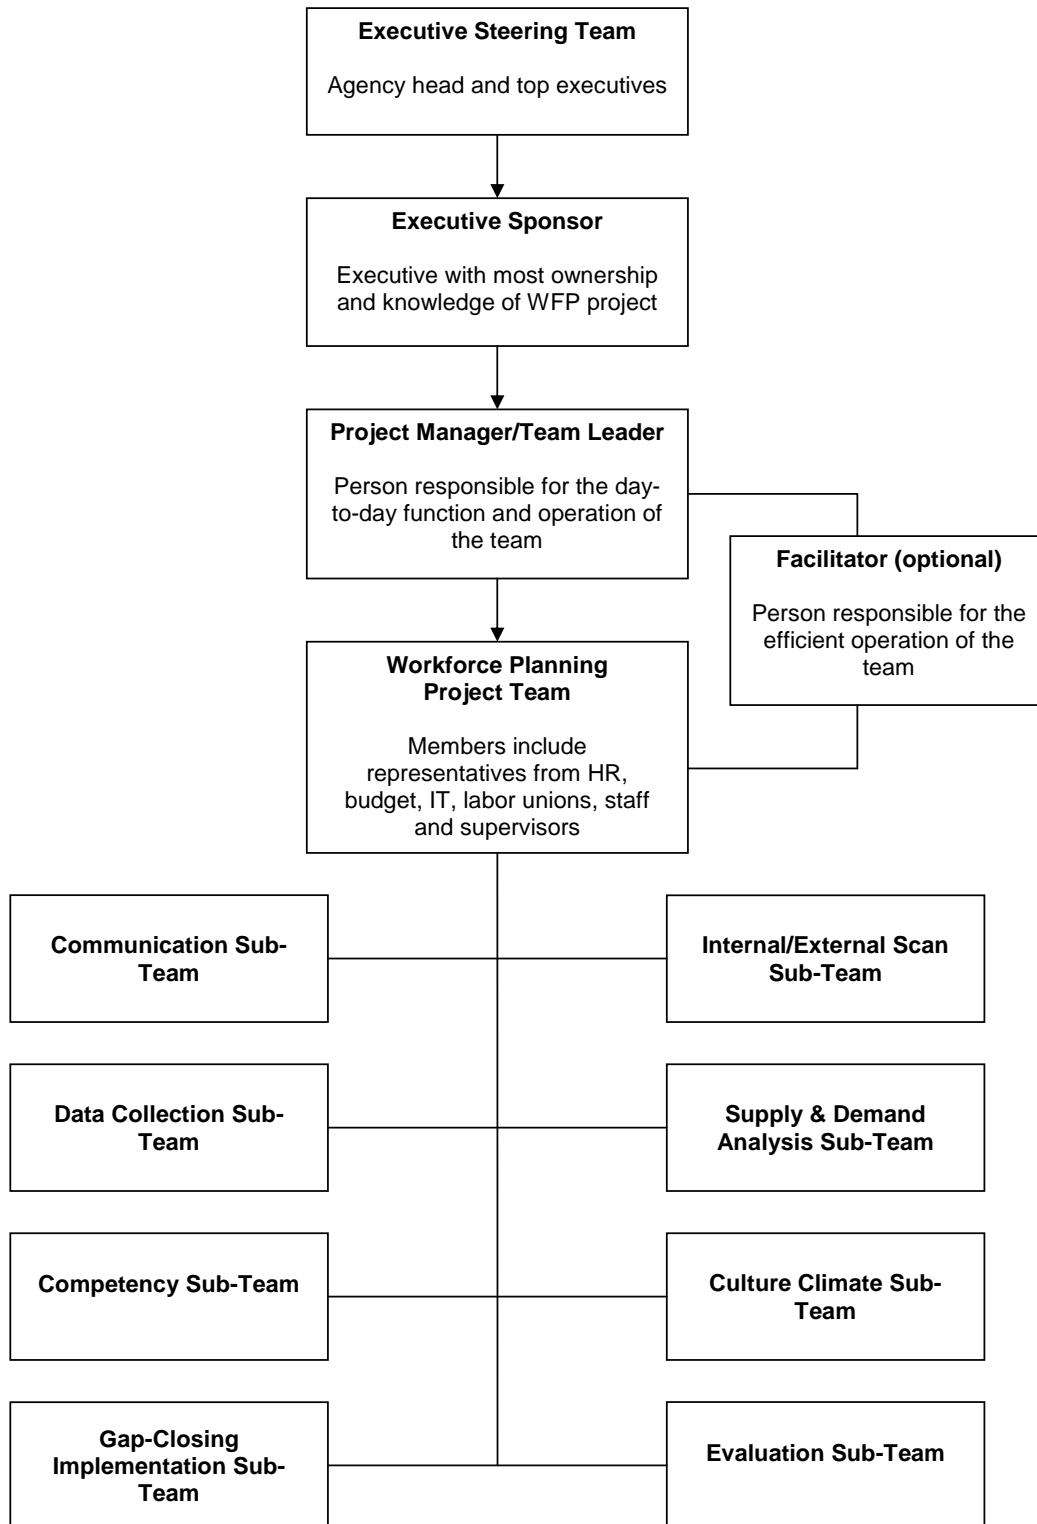 Executive Steering Team
Agency head and top executives
Executive Sponsor
Executive with most ownership
and knowledge of WFP project
Project Manager/Team Leader
Person responsible for the day-
to-day function and operation of
the team
Facilitator (optional)
Person responsible for the
efficient operation of the
team
Workforce Planning
Project Team
Members include
representatives from HR,
budget, IT, labor unions, staff
and supervisors
Communication Sub-
Team
Internal/External Scan
Sub-Team
Data Collection Sub-
Team
Supply & Demand
Analysis Sub-Team
Competency Sub-Team
Culture Climate Sub-
Team
Gap-Closing
Implementation Sub-
Team
Evaluation Sub-Team